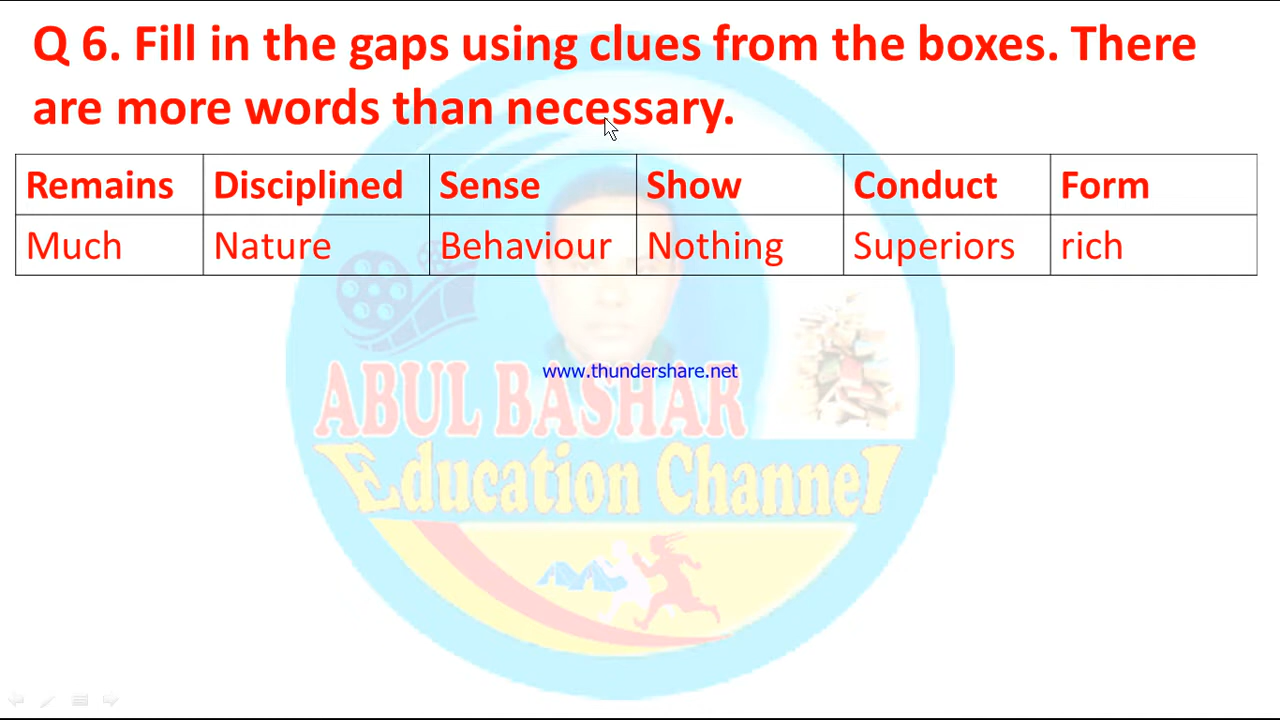 Q 6. Fill in the gaps using clues from the boxes. There
are more words than necessary.
Remains Disciplined Sense Show Conduct Form
Much Nature Behaviour Nothing Superiors rich
www.thundershare.net
ABUL BASHAR
Education Channel